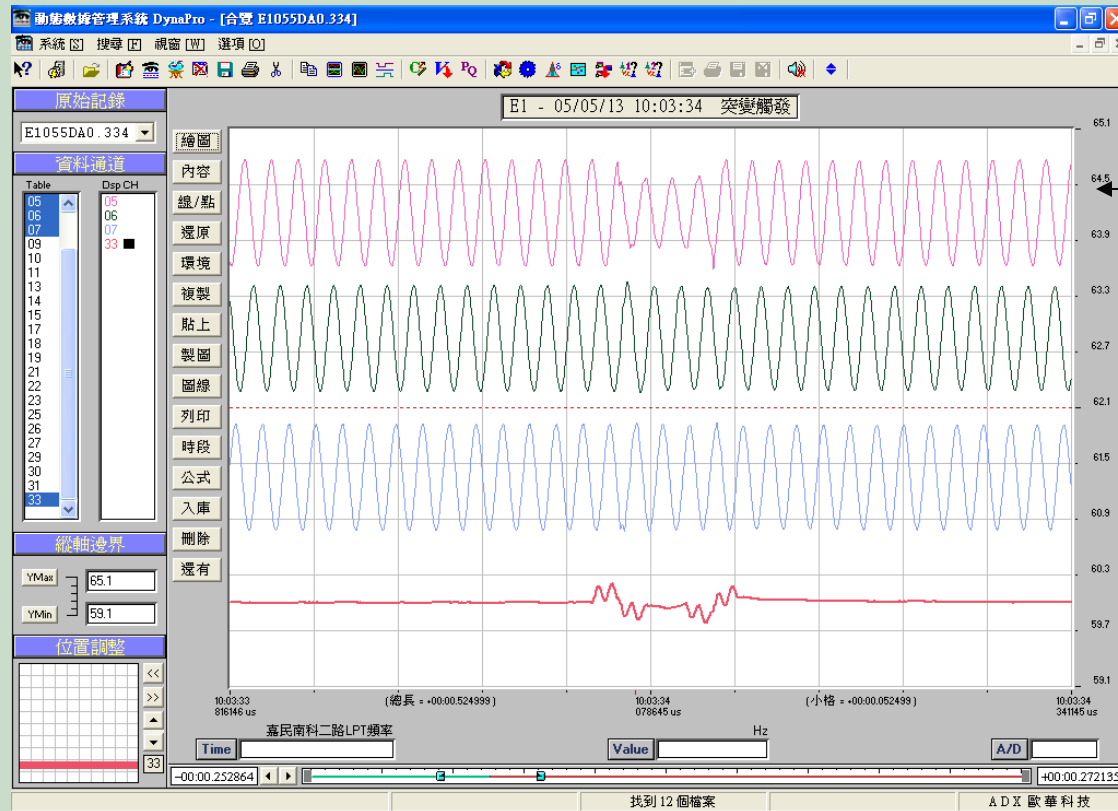 動態數據管理系統 DynaPro - [合覽 E1055DA0.334]
系統 [S] 搜尋 [F] 視窗 [W] 選項 [O]
原始記錄
E1055DA0.334
資料通道
Table Dsp CH
05 05
06 06
07 07
09 33
10
11
13
14
15
17
18
19
21
22
23
25
26
27
29
30
31
33
縱軸邊界
YMax 65.1
YMin 59.1
位置調整
<<
>>
33
繪圖
內容
線/點
還原
環境
複製
貼上
製圖
圖線
列印
時段
公式
入庫
刪除
還有
E1 - 05/05/13 10:03:34 突變觸發
65.1
64.5
63.9
63.3
62.7
62.1
61.5
60.9
60.3
59.7
59.1
10:03:33 (總長 = +00:00.524999) 10:03:34 (小格 = +00:00.052499) 10:03:34
816146 us 078645 us 341145 us
嘉民南科二路LPT頻率 Hz
Time Value A/D
-00:00.252864 +00:00.272135
找到 12 個檔案 A D X 歐華科技